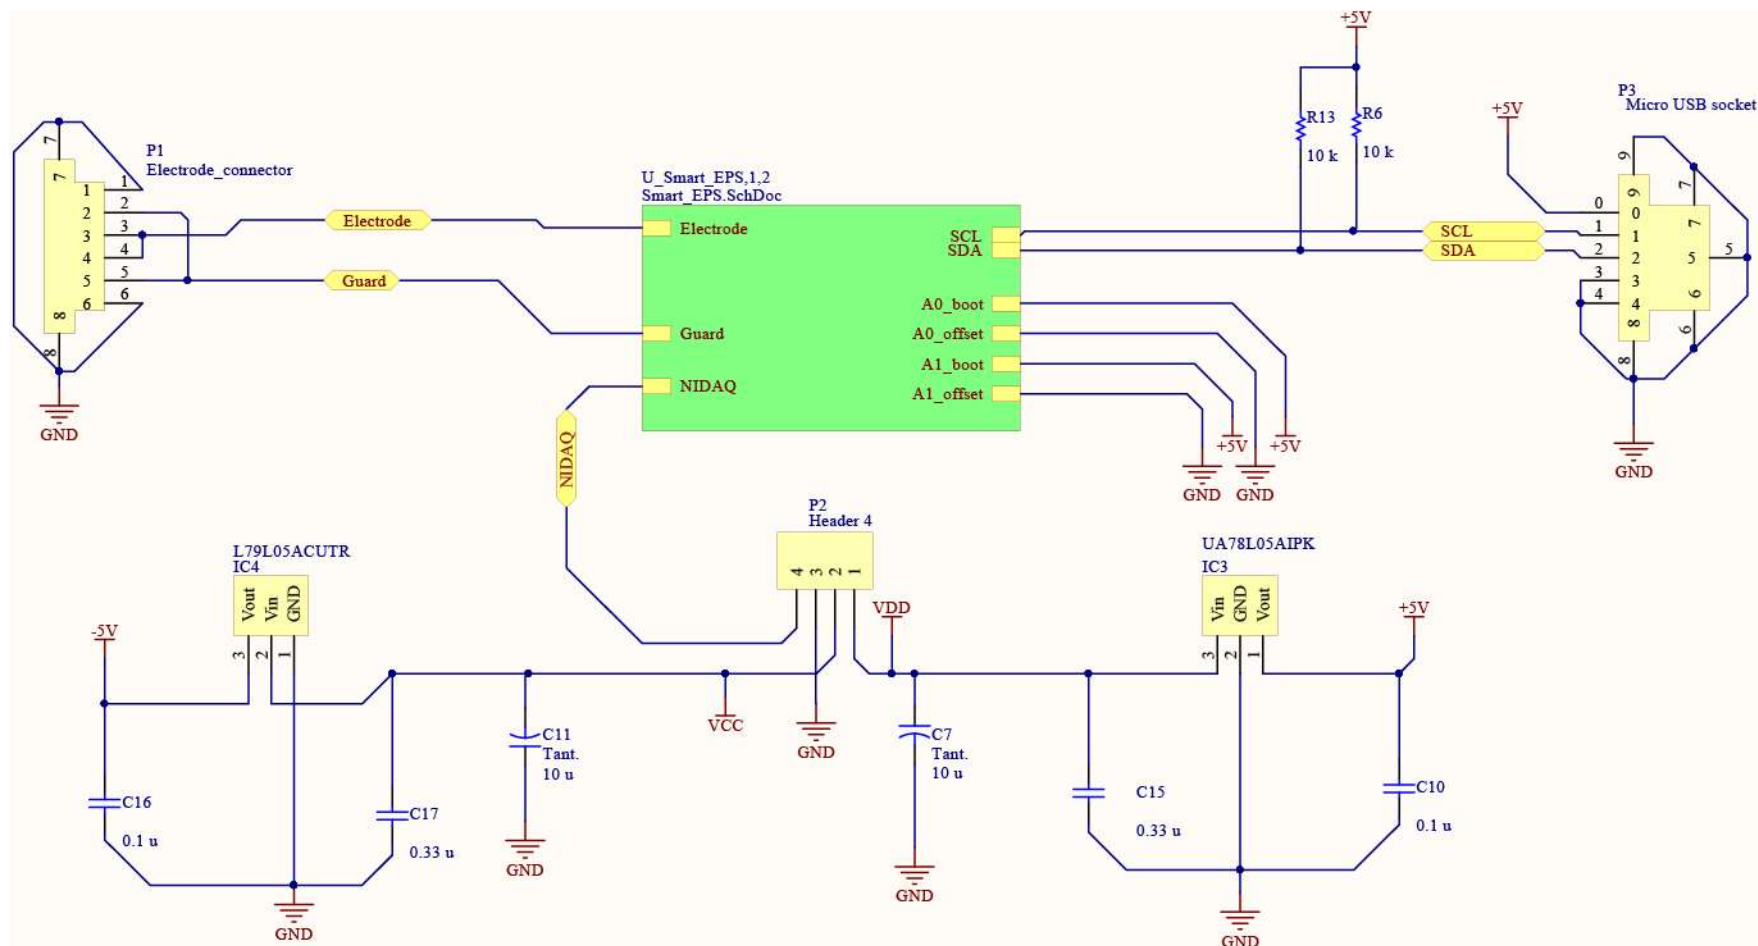 +5V
P3
Micro USB socket
+5V
R13
10 k
R6
10 k
P1
Electrode_connector
7
7
1
1
2
2
3
3
4
4
5
5
6
6
8
8
GND
Electrode
Guard
U_Smart_EPS,1,2
Smart_EPS.SchDoc
Electrode
Guard
NIDAQ
SCL
SDA
A0_boot
A0_offset
A1_boot
A1_offset
SCL
SDA
9
9
0
0
1
1
2
2
3
3
4
4
8
8
7
7
5
5
6
6
GND
+5V
+5V
GND
GND
NIDAQ
P2
Header 4
4
3
2
1
L79L05ACUTR
IC4
Vout
Vin
GND
3
2
1
-5V
VCC
GND
VDD
UA78L05AIPK
IC3
Vin
GND
Vout
3
2
1
+5V
C16
0.1 u
C17
0.33 u
C11
Tant.
10 u
GND
C7
Tant.
10 u
GND
C15
0.33 u
C10
0.1 u
GND
GND